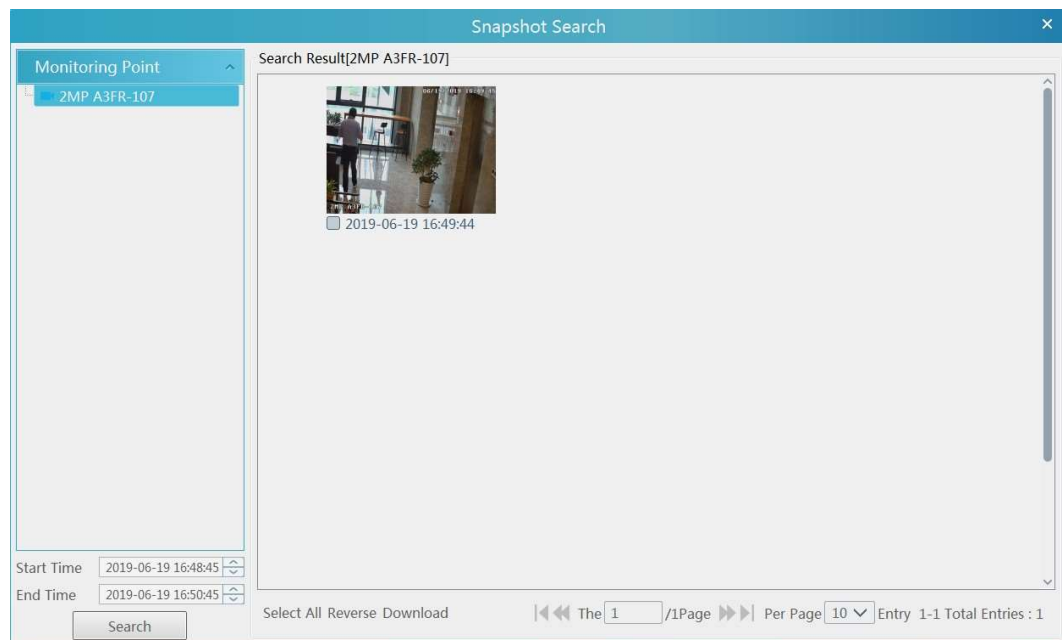 Snapshot Search
Monitoring Point
2MP A3FR-107
Search Result[2MP A3FR-107]
2019-06-19 16:49:44
Start Time 2019-06-19 16:48:45
End Time 2019-06-19 16:50:45
Search
Select All Reverse Download The 1 /1Page Per Page 10 Entry 1-1 Total Entries : 1